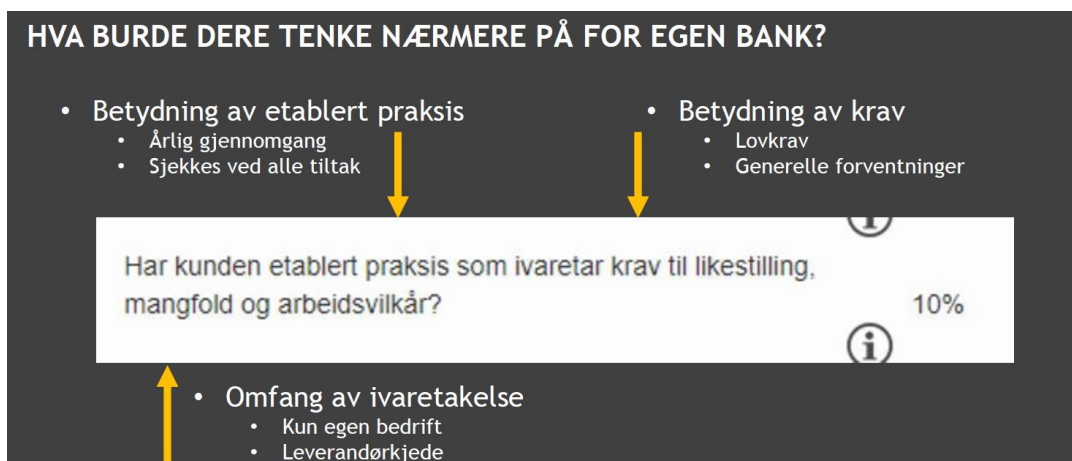 HVA BURDE DERE TENKE NÆRMERE PÅ FOR EGEN BANK?
• Betydning av etablert praksis
• Årlig gjennomgang
• Sjekkes ved alle tiltak
• Betydning av krav
• Lovkrav
• Generelle forventninger
Har kunden etablert praksis som ivaretar krav til likestilling,
mangfold og arbeidsvilkår?
10%
• Omfang av ivaretakelse
• Kun egen bedrift
• Leverandørkjede